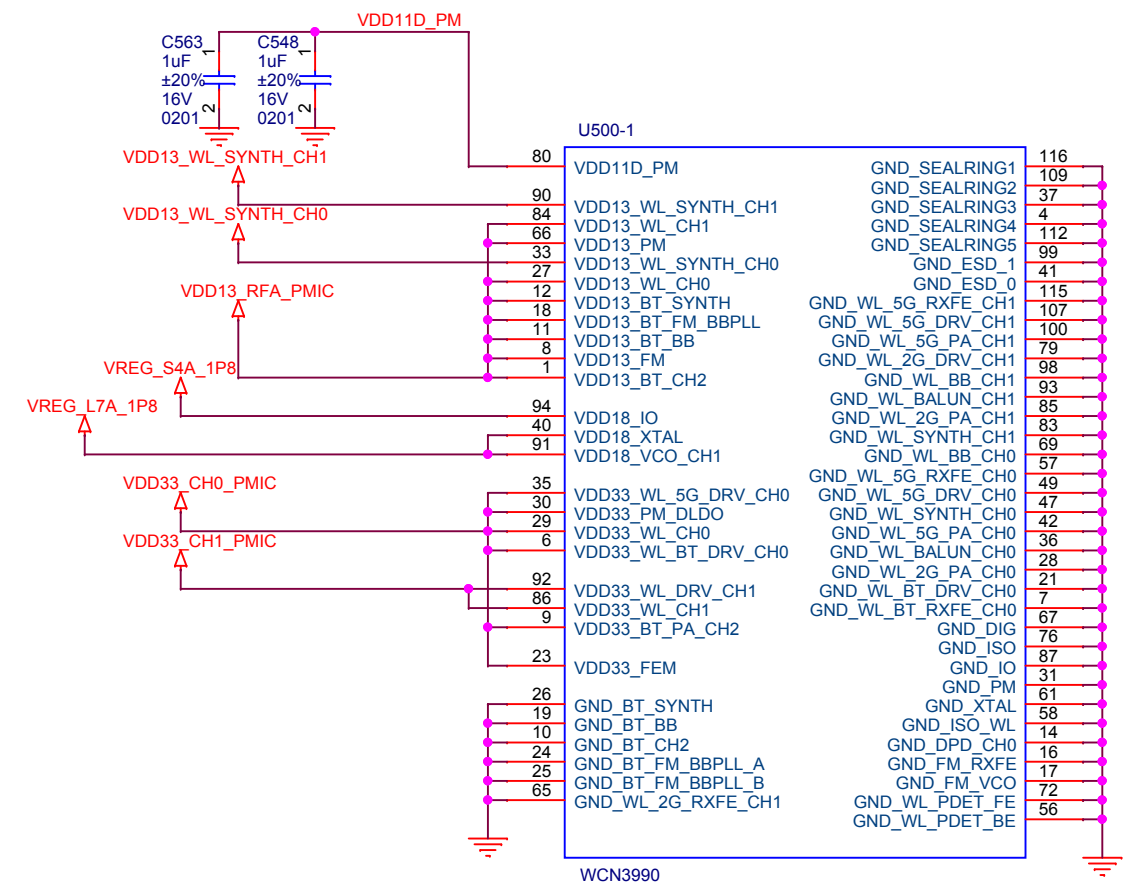 VDD11D_PM
C563
1uF
±20%
16V
0201
1
2
C548
1uF
±20%
16V
0201
1
2
VDD13_WL_SYNTH_CH1
VDD13_WL_SYNTH_CH0
VDD13_RFA_PMIC
VREG_S4A_1P8
VREG_L7A_1P8
VDD33_CH0_PMIC
VDD33_CH1_PMIC
U500-1
80 VDD11D_PM
90 VDD13_WL_SYNTH_CH1
84 VDD13_WL_CH1
66 VDD13_PM
33 VDD13_WL_SYNTH_CH0
27 VDD13_WL_CH0
12 VDD13_BT_SYNTH
18 VDD13_BT_FM_BBPLL
11 VDD13_BT_BB
8 VDD13_FM
1 VDD13_BT_CH2
94 VDD18_IO
40 VDD18_XTAL
91 VDD18_VCO_CH1
35 VDD33_WL_5G_DRV_CH0
30 VDD33_PM_DLDO
29 VDD33_WL_CH0
6 VDD33_WL_BT_DRV_CH0
92 VDD33_WL_DRV_CH1
86 VDD33_WL_CH1
9 VDD33_BT_PA_CH2
23 VDD33_FEM
26 GND_BT_SYNTH
19 GND_BT_BB
10 GND_BT_CH2
24 GND_BT_FM_BBPLL_A
25 GND_BT_FM_BBPLL_B
65 GND_WL_2G_RXFE_CH1
GND_SEALRING1 116
GND_SEALRING2 109
GND_SEALRING3 37
GND_SEALRING4 4
GND_SEALRING5 112
GND_ESD_1 99
GND_ESD_0 41
GND_WL_5G_RXFE_CH1 115
GND_WL_5G_DRV_CH1 107
GND_WL_5G_PA_CH1 100
GND_WL_2G_DRV_CH1 79
GND_WL_BB_CH1 98
GND_WL_BALUN_CH1 93
GND_WL_2G_PA_CH1 85
GND_WL_SYNTH_CH1 83
GND_WL_BB_CH0 69
GND_WL_5G_RXFE_CH0 57
GND_WL_5G_DRV_CH0 49
GND_WL_SYNTH_CH0 47
GND_WL_5G_PA_CH0 42
GND_WL_BALUN_CH0 36
GND_WL_2G_PA_CH0 28
GND_WL_BT_DRV_CH0 21
GND_WL_BT_RXFE_CH0 7
GND_DIG 67
GND_ISO 76
GND_IO 87
GND_PM 31
GND_XTAL 61
GND_ISO_WL 58
GND_DPD_CH0 14
GND_FM_RXFE 16
GND_FM_VCO 17
GND_WL_PDET_FE 72
GND_WL_PDET_BE 56
WCN3990